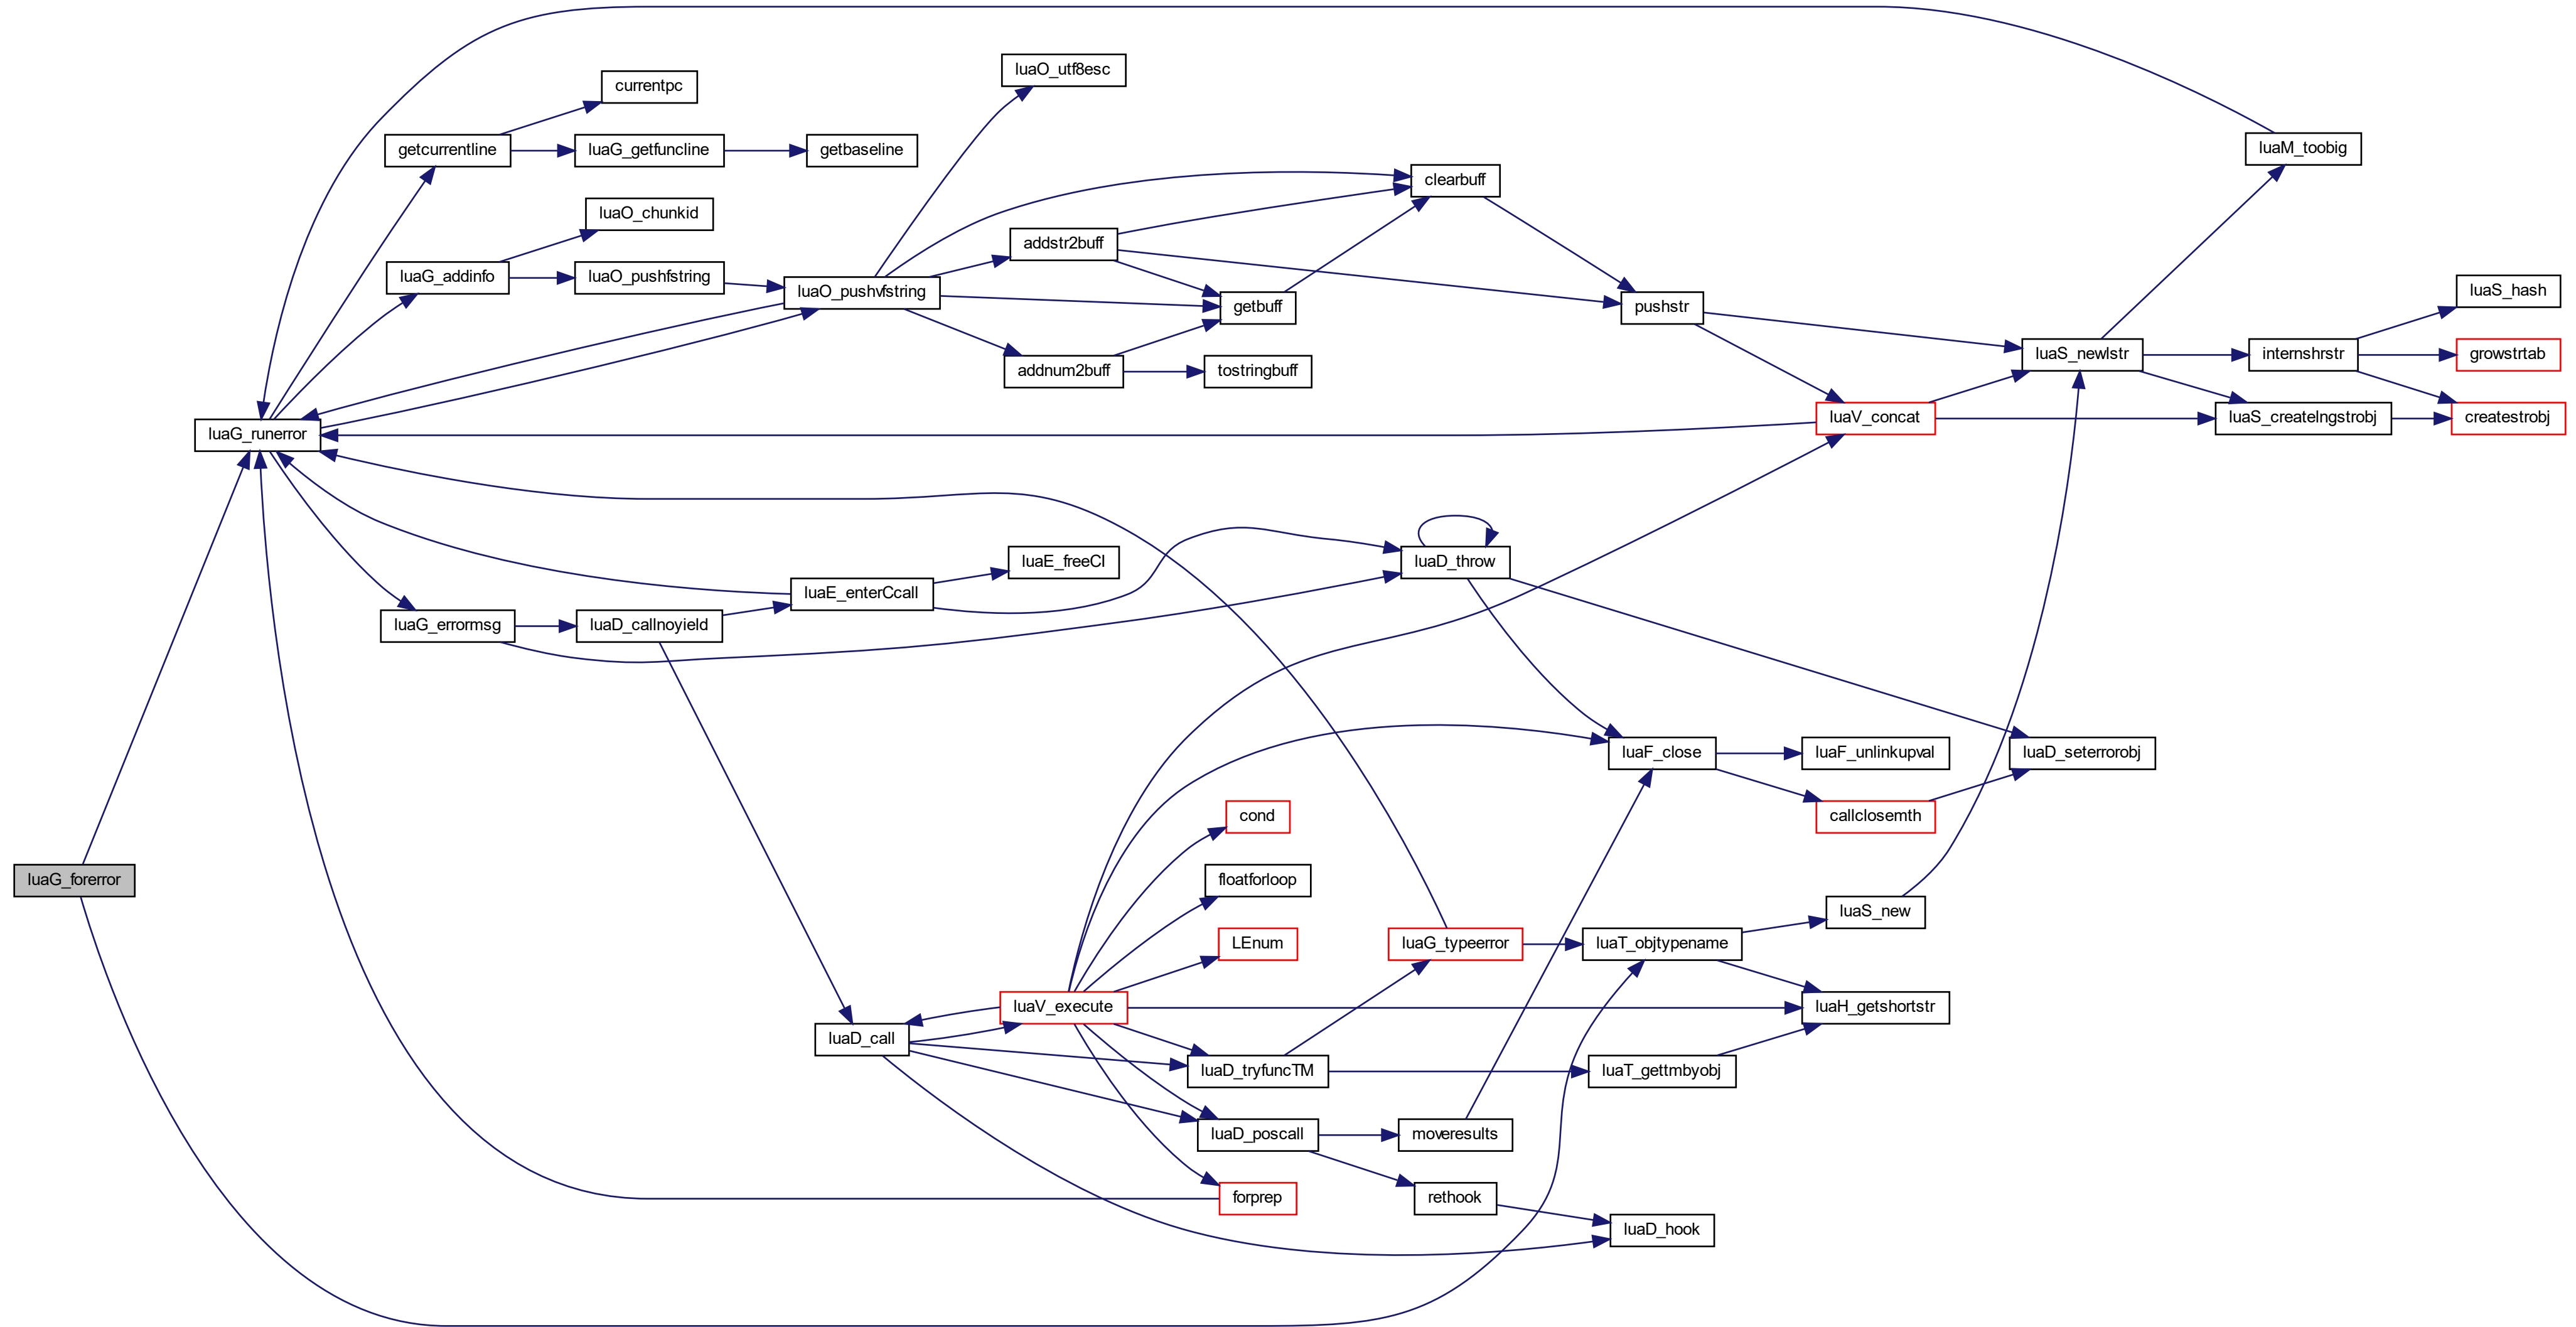 luaO_utf8esc
currentpc
getcurrentline
luaG_getfuncline
getbaseline
luaM_toobig
clearbuff
luaO_chunkid
addstr2buff
luaG_addinfo
luaO_pushfstring
luaO_pushvfstring
luaS_hash
getbuff
pushstr
luaS_newlstr
internshrstr
growstrtab
addnum2buff
tostringbuff
luaG_runerror
luaV_concat
luaS_createlngstrobj
createstrobj
luaE_freeCI
luaD_throw
luaE_enterCcall
luaG_errormsg
luaD_callnoyield
luaF_close
luaF_unlinkupval
luaD_seterrorobj
cond
callclosemth
luaG_forerror
floatforloop
luaS_new
LEnum
luaG_typeerror
luaT_objtypename
luaV_execute
luaH_getshortstr
luaD_call
luaD_tryfuncTM
luaT_gettmbyobj
luaD_poscall
moveresults
forprep
rethook
luaD_hook